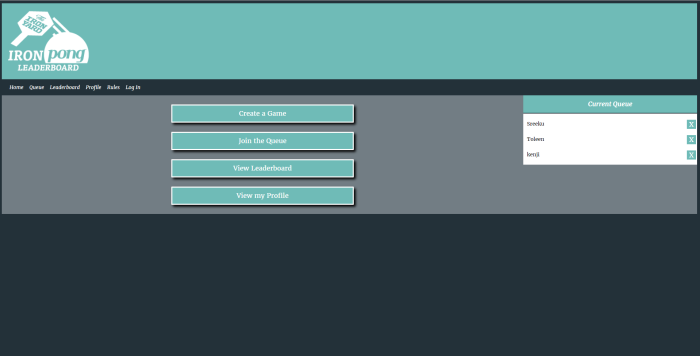 THE
IRON
YARD
IRON pong
LEADERBOARD
Home Queue Leaderboard Profile Rules Log In
Create a Game
Join the Queue
View Leaderboard
View my Profile
Current Queue
Sreeku X
Toleen X
kenji X